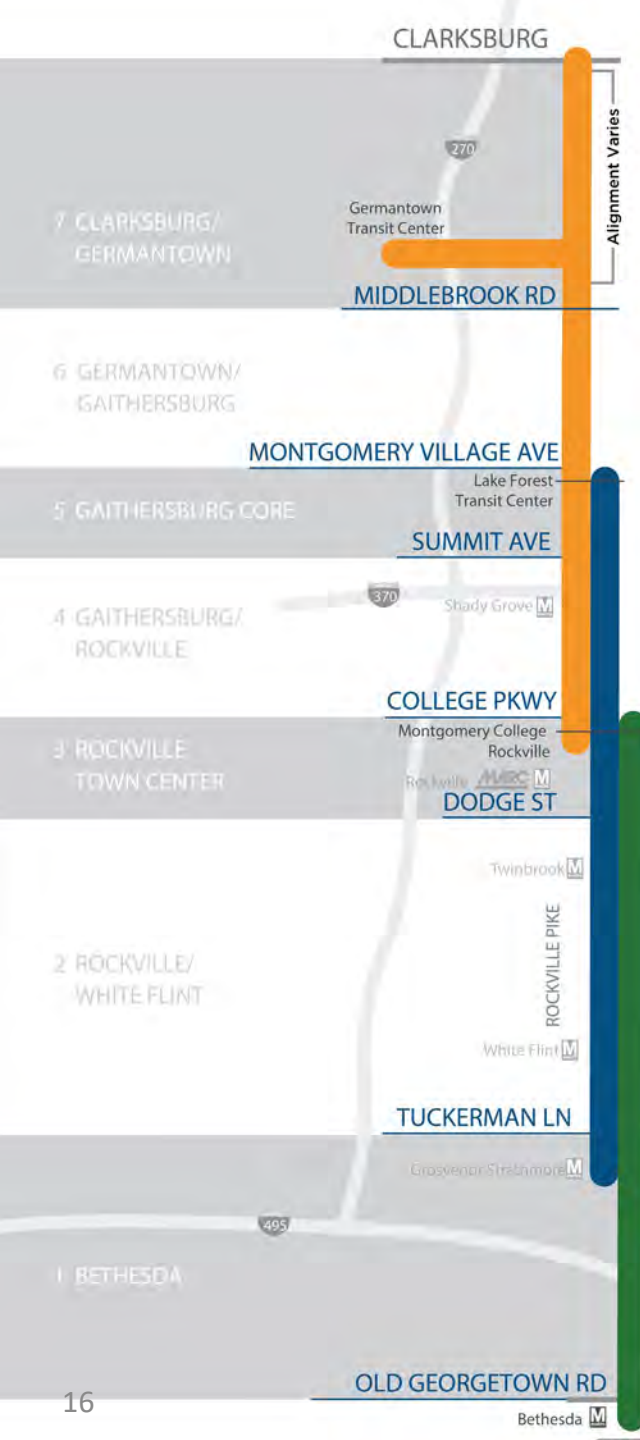 CLARKSBURG
270
Alignment Varies
7 CLARKSBURG/
GERMANTOWN
Germantown
Transit Center
MIDDLEBROOK RD
6 GERMANTOWN/
GAITHERSBURG
MONTGOMERY VILLAGE AVE
Lake Forest
Transit Center
5 GAITHERSBURG CORE
SUMMIT AVE
370
Shady Grove M
4 GAITHERSBURG/
ROCKVILLE
COLLEGE PKWY
Montgomery College
Rockville
3 ROCKVILLE
TOWN CENTER
Rockville MARC M
DODGE ST
Twinbrook M
ROCKVILLE PIKE
2 ROCKVILLE/
WHITE FLINT
White Flint M
TUCKERMAN LN
Grosvenor-Strathmore M
495
1 BETHESDA
OLD GEORGETOWN RD
16
Bethesda M